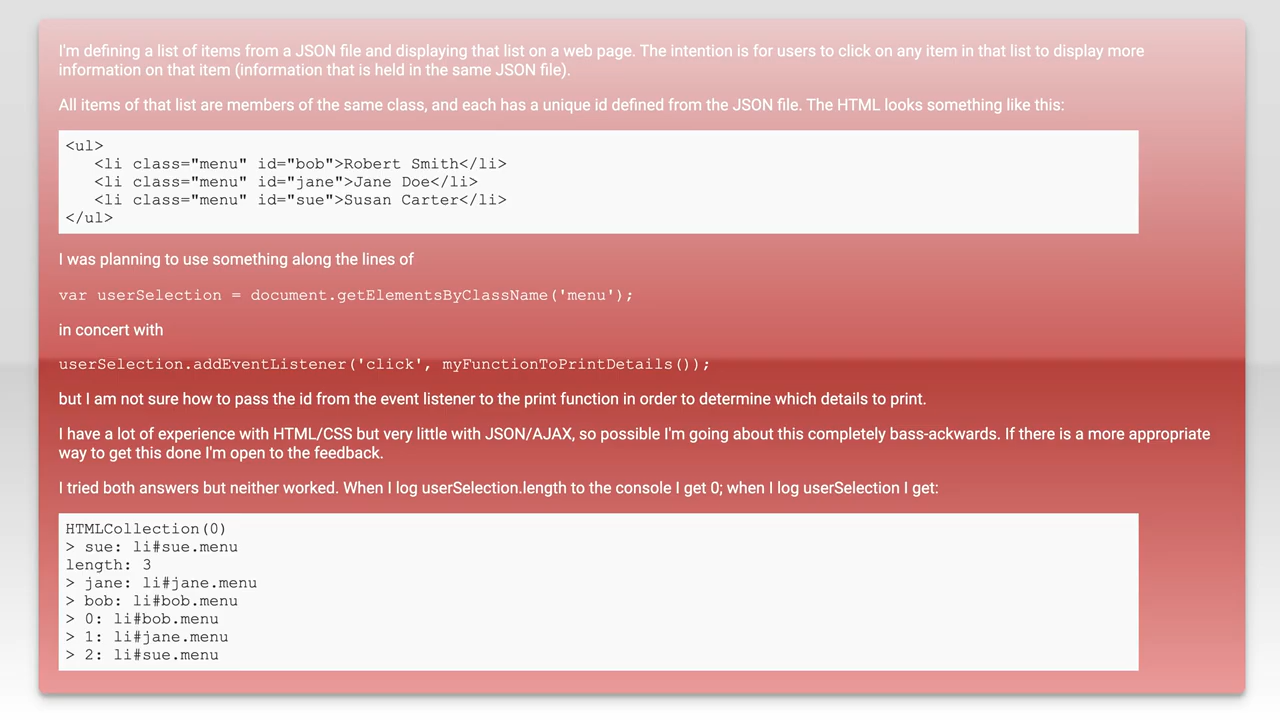 I'm defining a list of items from a JSON file and displaying that list on a web page. The intention is for users to click on any item in that list to display more
information on that item (information that is held in the same JSON file).
All items of that list are members of the same class, and each has a unique id defined from the JSON file. The HTML looks something like this:
<ul>
   <li class="menu" id="bob">Robert Smith</li>
   <li class="menu" id="jane">Jane Doe</li>
   <li class="menu" id="sue">Susan Carter</li>
</ul>
I was planning to use something along the lines of
var userSelection = document.getElementsByClassName('menu');
in concert with
userSelection.addEventListener('click', myFunctionToPrintDetails());
but I am not sure how to pass the id from the event listener to the print function in order to determine which details to print.
I have a lot of experience with HTML/CSS but very little with JSON/AJAX, so possible I'm going about this completely bass-ackwards. If there is a more appropriate
way to get this done I'm open to the feedback.
I tried both answers but neither worked. When I log userSelection.length to the console I get 0; when I log userSelection I get:
HTMLCollection(0)
> sue: li#sue.menu
length: 3
> jane: li#jane.menu
> bob: li#bob.menu
> 0: li#bob.menu
> 1: li#jane.menu
> 2: li#sue.menu